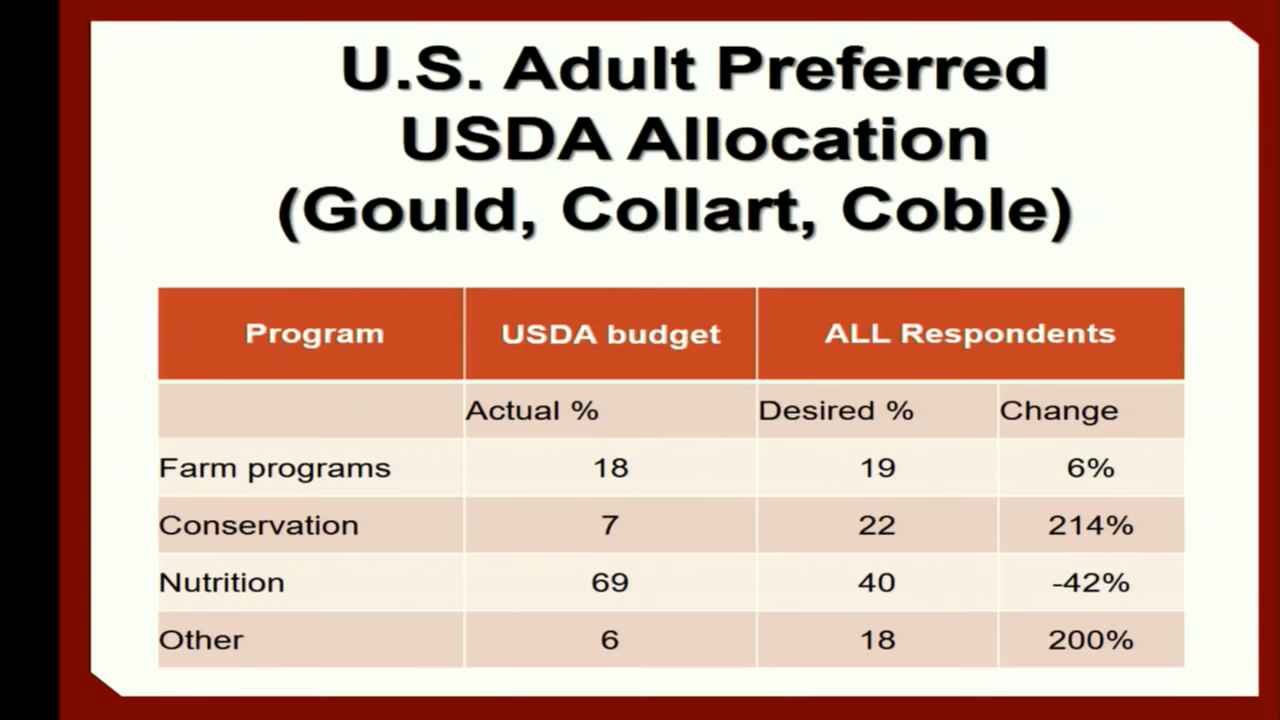 U.S. Adult Preferred
USDA Allocation
(Gould, Collart, Coble)
Program USDA budget ALL Respondents
Actual % Desired % Change
Farm programs 18 19 6%
Conservation 7 22 214%
Nutrition 69 40 -42%
Other 6 18 200%